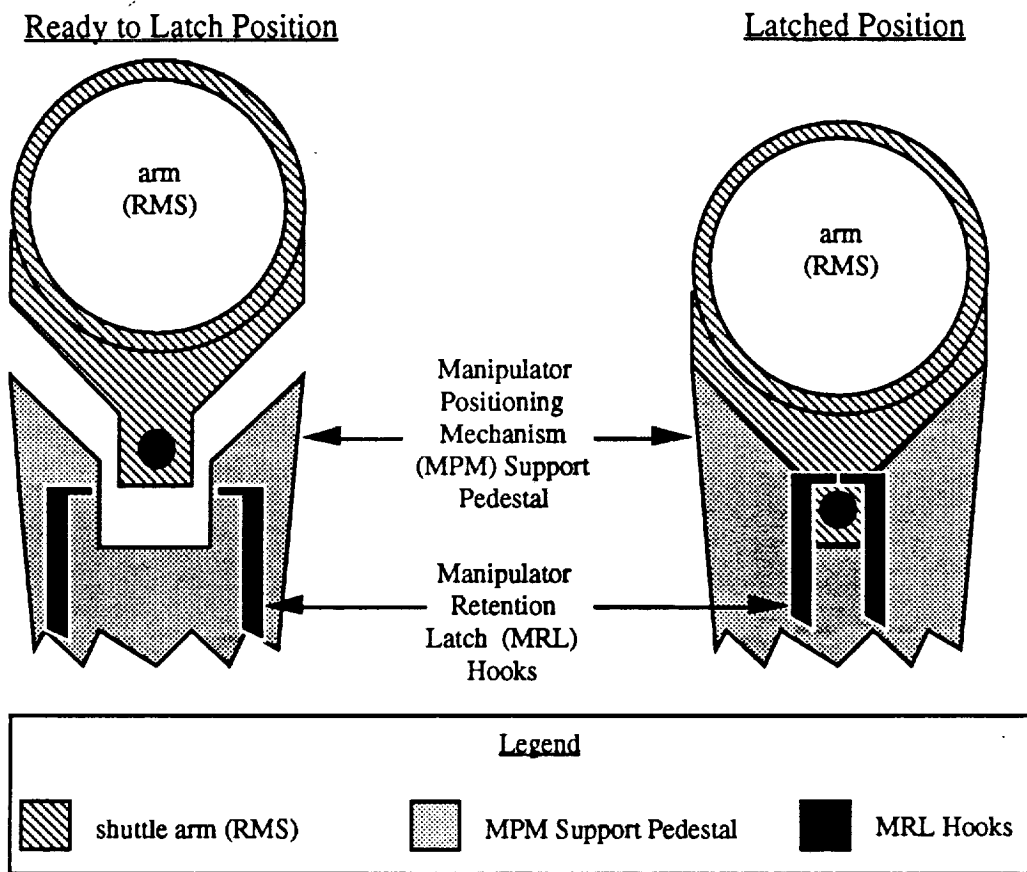 Ready to Latch Position
Latched Position
arm
(RMS)
arm
(RMS)
Manipulator
Positioning
Mechanism
(MPM) Support
Pedestal
Manipulator
Retention
Latch (MRL)
Hooks
Legend
shuttle arm (RMS)
MPM Support Pedestal
MRL Hooks